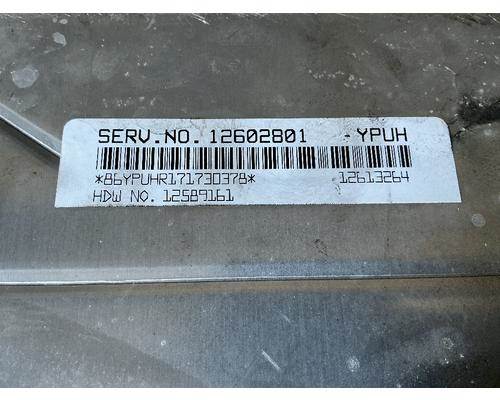 SERV.NO. 12602801 -YPUH
*86YPUHR171730378* 12613264
HDW NO. 12589161